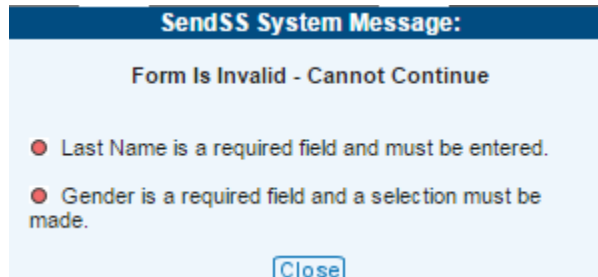 SendSS System Message:
Form Is Invalid - Cannot Continue
Last Name is a required field and must be entered.
Gender is a required field and a selection must be
made.
Close